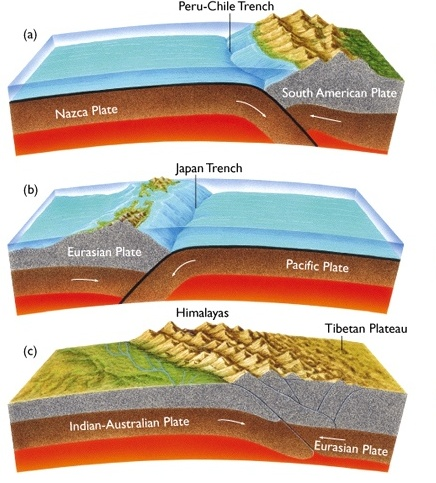 Peru-Chile Trench
(a)
South American Plate
Nazca Plate
Japan Trench
(b)
Eurasian Plate
Pacific Plate
Himalayas
Tibetan Plateau
(c)
Indian-Australian Plate
Eurasian Plate